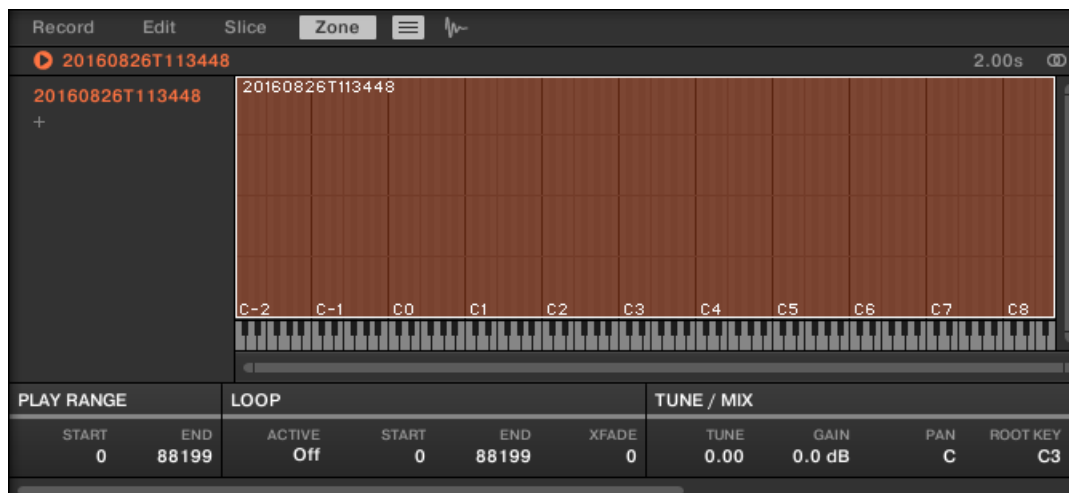 Record Edit Slice Zone
20160826T113448 2.00s
20160826T113448
+
20160826T113448
C-2 C-1 C0 C1 C2 C3 C4 C5 C6 C7 C8
PLAY RANGE LOOP TUNE / MIX
START END ACTIVE START END XFADE TUNE GAIN PAN ROOT KEY
0 88199 Off 0 88199 0 0.00 0.0 dB C C3